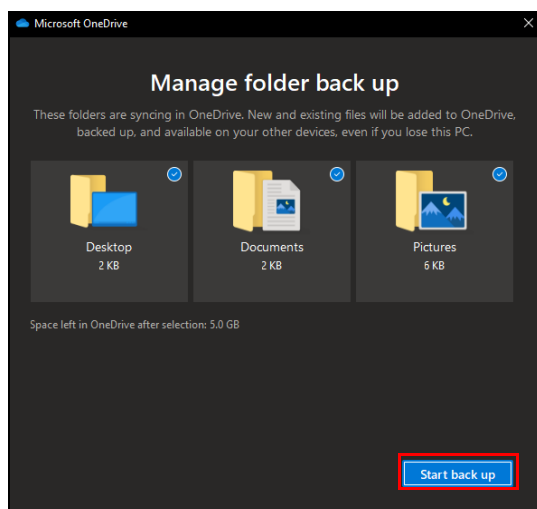 Microsoft OneDrive
Manage folder back up
These folders are syncing in OneDrive. New and existing files will be added to OneDrive,
backed up, and available on your other devices, even if you lose this PC.
Desktop
2 KB
Documents
2 KB
Pictures
6 KB
Space left in OneDrive after selection: 5.0 GB
Start back up